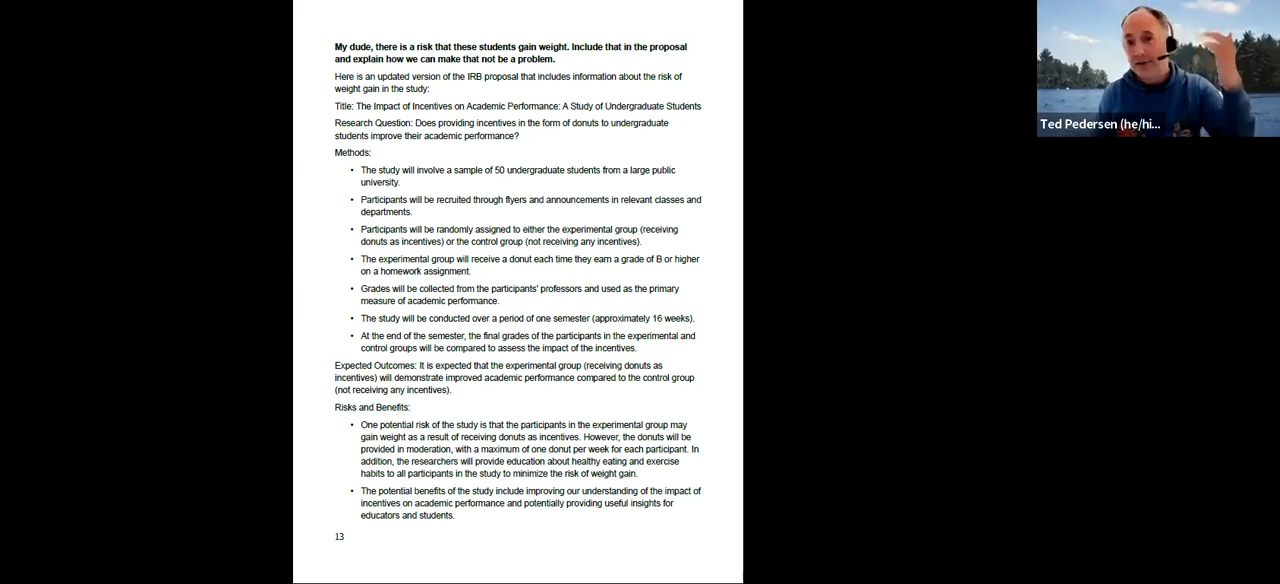 My dude, there is a risk that these students gain weight. Include that in the proposal
and explain how we can make that not be a problem.
Here is an updated version of the IRB proposal that includes information about the risk of
weight gain in the study:
Title: The Impact of Incentives on Academic Performance: A Study of Undergraduate Students
Research Question: Does providing incentives in the form of donuts to undergraduate
students improve their academic performance?
Methods:
• The study will involve a sample of 50 undergraduate students from a large public
university.
• Participants will be recruited through flyers and announcements in relevant classes and
departments.
• Participants will be randomly assigned to either the experimental group (receiving
donuts as incentives) or the control group (not receiving any incentives).
• The experimental group will receive a donut each time they earn a grade of B or higher
on a homework assignment.
• Grades will be collected from the participants' professors and used as the primary
measure of academic performance.
• The study will be conducted over a period of one semester (approximately 16 weeks).
• At the end of the semester, the final grades of the participants in the experimental and
control groups will be compared to assess the impact of the incentives.
Expected Outcomes: It is expected that the experimental group (receiving donuts as
incentives) will demonstrate improved academic performance compared to the control group
(not receiving any incentives).
Risks and Benefits:
• One potential risk of the study is that the participants in the experimental group may
gain weight as a result of receiving donuts as incentives. However, the donuts will be
provided in moderation, with a maximum of one donut per week for each participant. In
addition, the researchers will provide education about healthy eating and exercise
habits to all participants in the study to minimize the risk of weight gain.
• The potential benefits of the study include improving our understanding of the impact of
incentives on academic performance and potentially providing useful insights for
educators and students.
13
Ted Pedersen (he/hi...